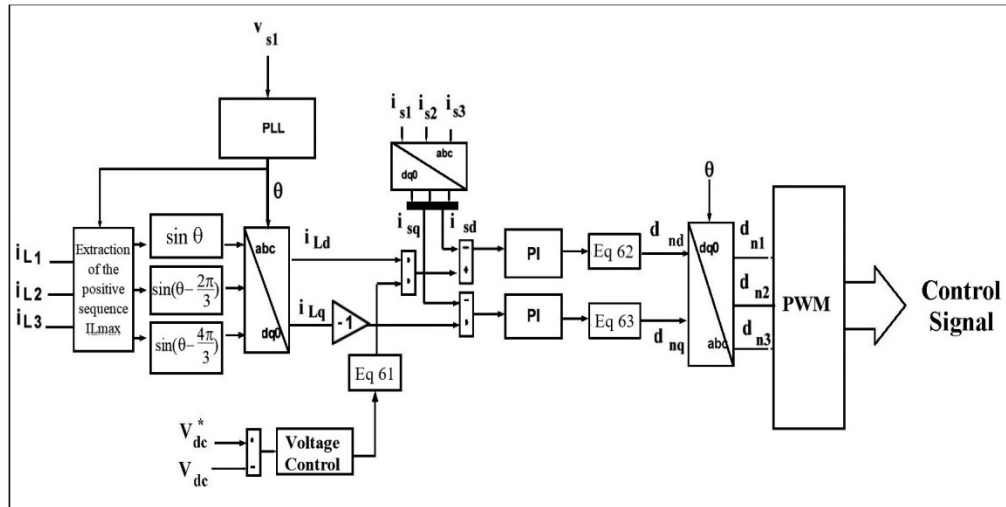 v s1
PLL
θ
i s1 i s2 i s3
abc
dq0
i sq i sd
i L1
i L2
i L3
Extraction
of the
positive
sequence
ILmax
sin θ
sin(θ-2π/3)
sin(θ-4π/3)
abc
dq0
i Ld
i Lq
-1
Eq 61
V*dc
V dc
Voltage
Control
PI
PI
Eq 62
Eq 63
d nd
d nq
θ
dq0
abc
d n1
d n2
d n3
PWM
Control
Signal